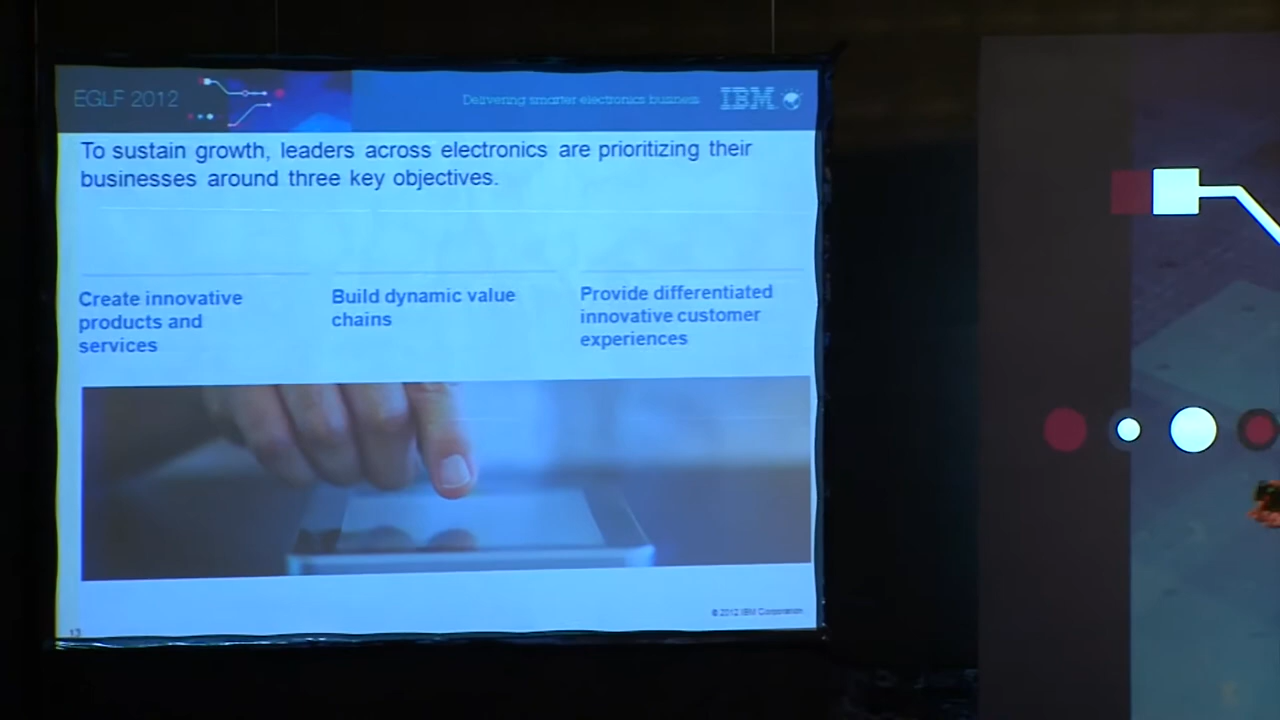 EGLF 2012
Delivering smarter electronics business
IBM
To sustain growth, leaders across electronics are prioritizing their
businesses around three key objectives.
Create innovative
products and
services
Build dynamic value
chains
Provide differentiated
innovative customer
experiences
© 2012 IBM Corporation
13